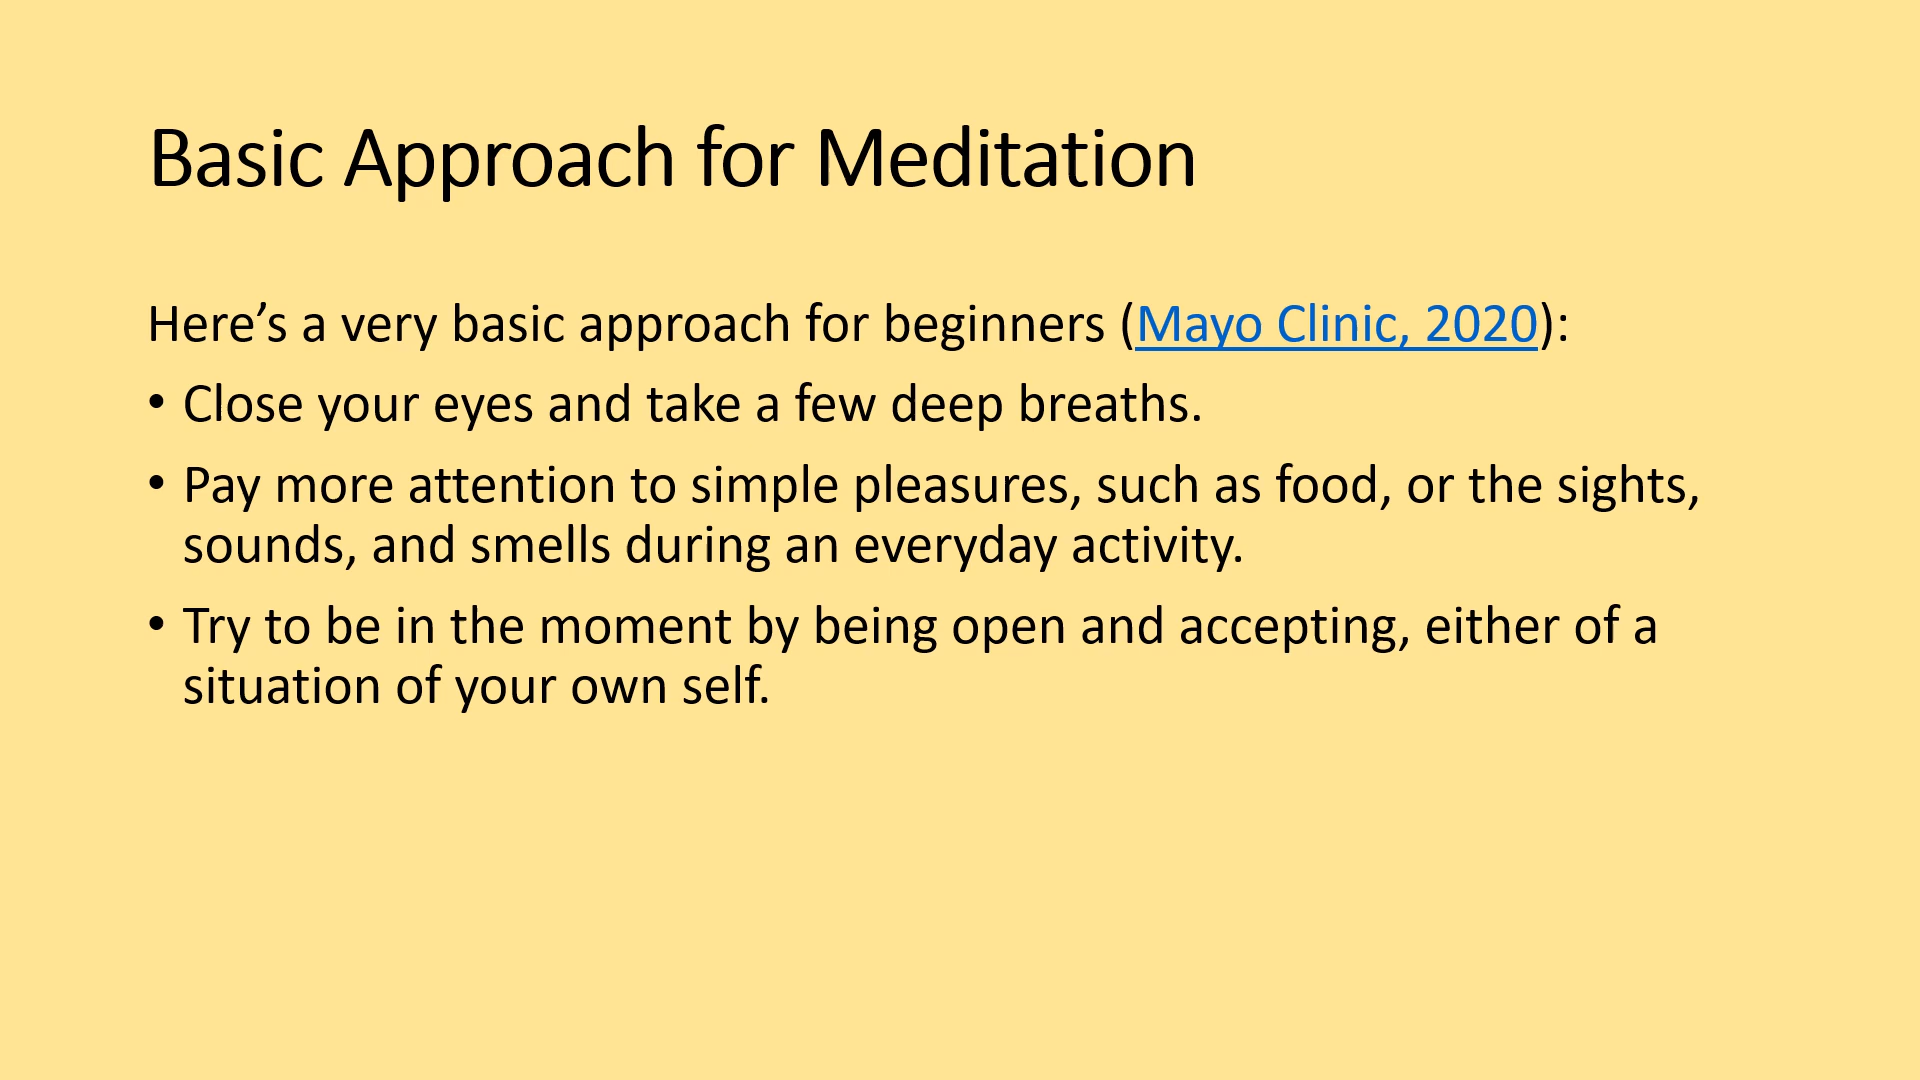 Basic Approach for Meditation
Here’s a very basic approach for beginners (Mayo Clinic, 2020):
• Close your eyes and take a few deep breaths.
• Pay more attention to simple pleasures, such as food, or the sights,
sounds, and smells during an everyday activity.
• Try to be in the moment by being open and accepting, either of a
situation of your own self.